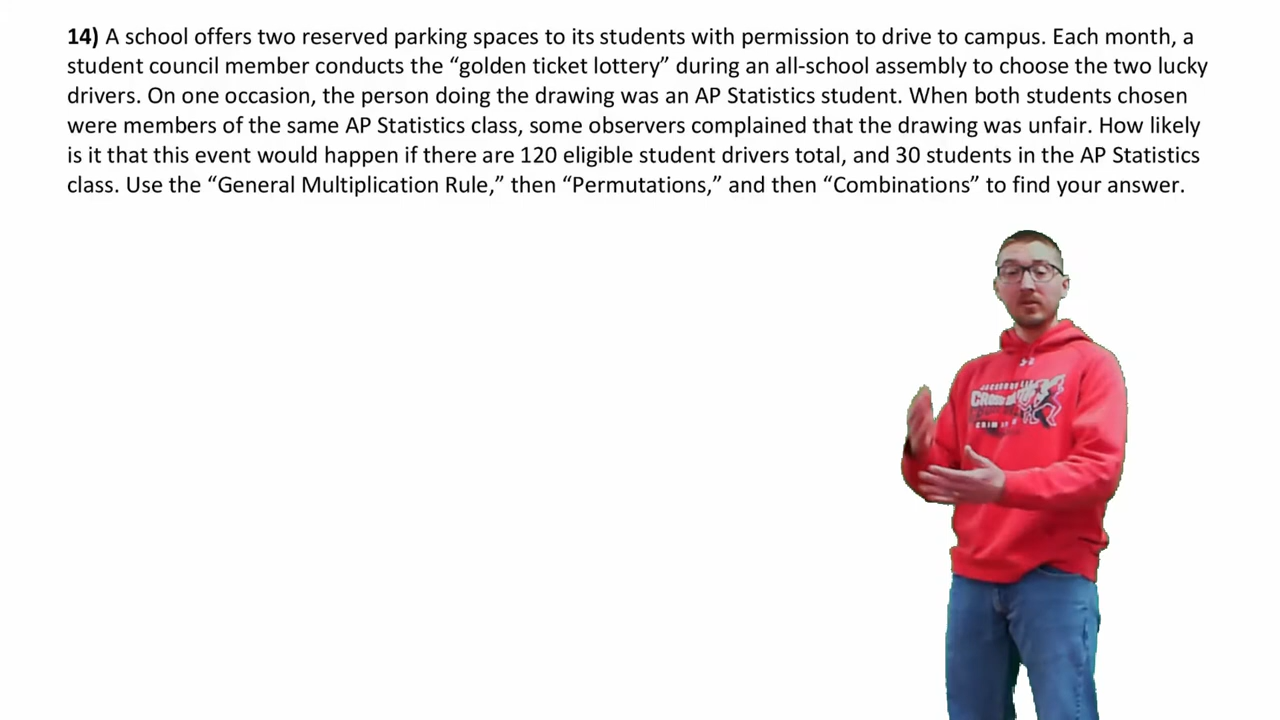 14) A school offers two reserved parking spaces to its students with permission to drive to campus. Each month, a
student council member conducts the “golden ticket lottery” during an all-school assembly to choose the two lucky
drivers. On one occasion, the person doing the drawing was an AP Statistics student. When both students chosen
were members of the same AP Statistics class, some observers complained that the drawing was unfair. How likely
is it that this event would happen if there are 120 eligible student drivers total, and 30 students in the AP Statistics
class. Use the “General Multiplication Rule,” then “Permutations,” and then “Combinations” to find your answer.